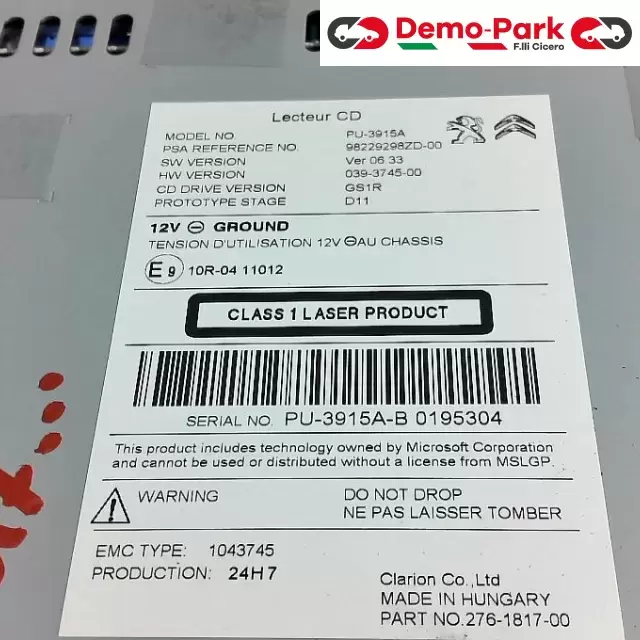 Demo-Park
F.lli Cicero
Lecteur CD
MODEL NO. PU-3915A
PSA REFERENCE NO. 98229298ZD-00
SW VERSION Ver 06.33
HW VERSION 039-3745-00
CD DRIVE VERSION GS1R
PROTOTYPE STAGE D11
12V ⊖ GROUND
TENSION D'UTILISATION 12V ⊖AU CHASSIS
E9 10R-04 11012
CLASS 1 LASER PRODUCT
SERIAL NO. PU-3915A-B 0195304
This product includes technology owned by Microsoft Corporation
and cannot be used or distributed without a license from MSLGP.
WARNING DO NOT DROP
NE PAS LAISSER TOMBER
EMC TYPE: 1043745
PRODUCTION: 24H7
Clarion Co.,Ltd
MADE IN HUNGARY
PART NO.276-1817-00